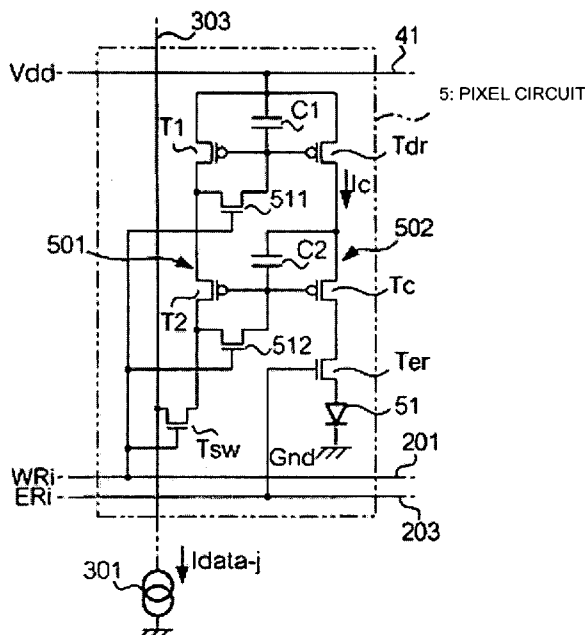 303
Vdd
41
5: PIXEL CIRCUIT
T1
C1
Tdr
Ic
511
501
502
C2
T2
Tc
512
Ter
51
Tsw
Gnd
201
WRi
ERi
203
301
Idata-j